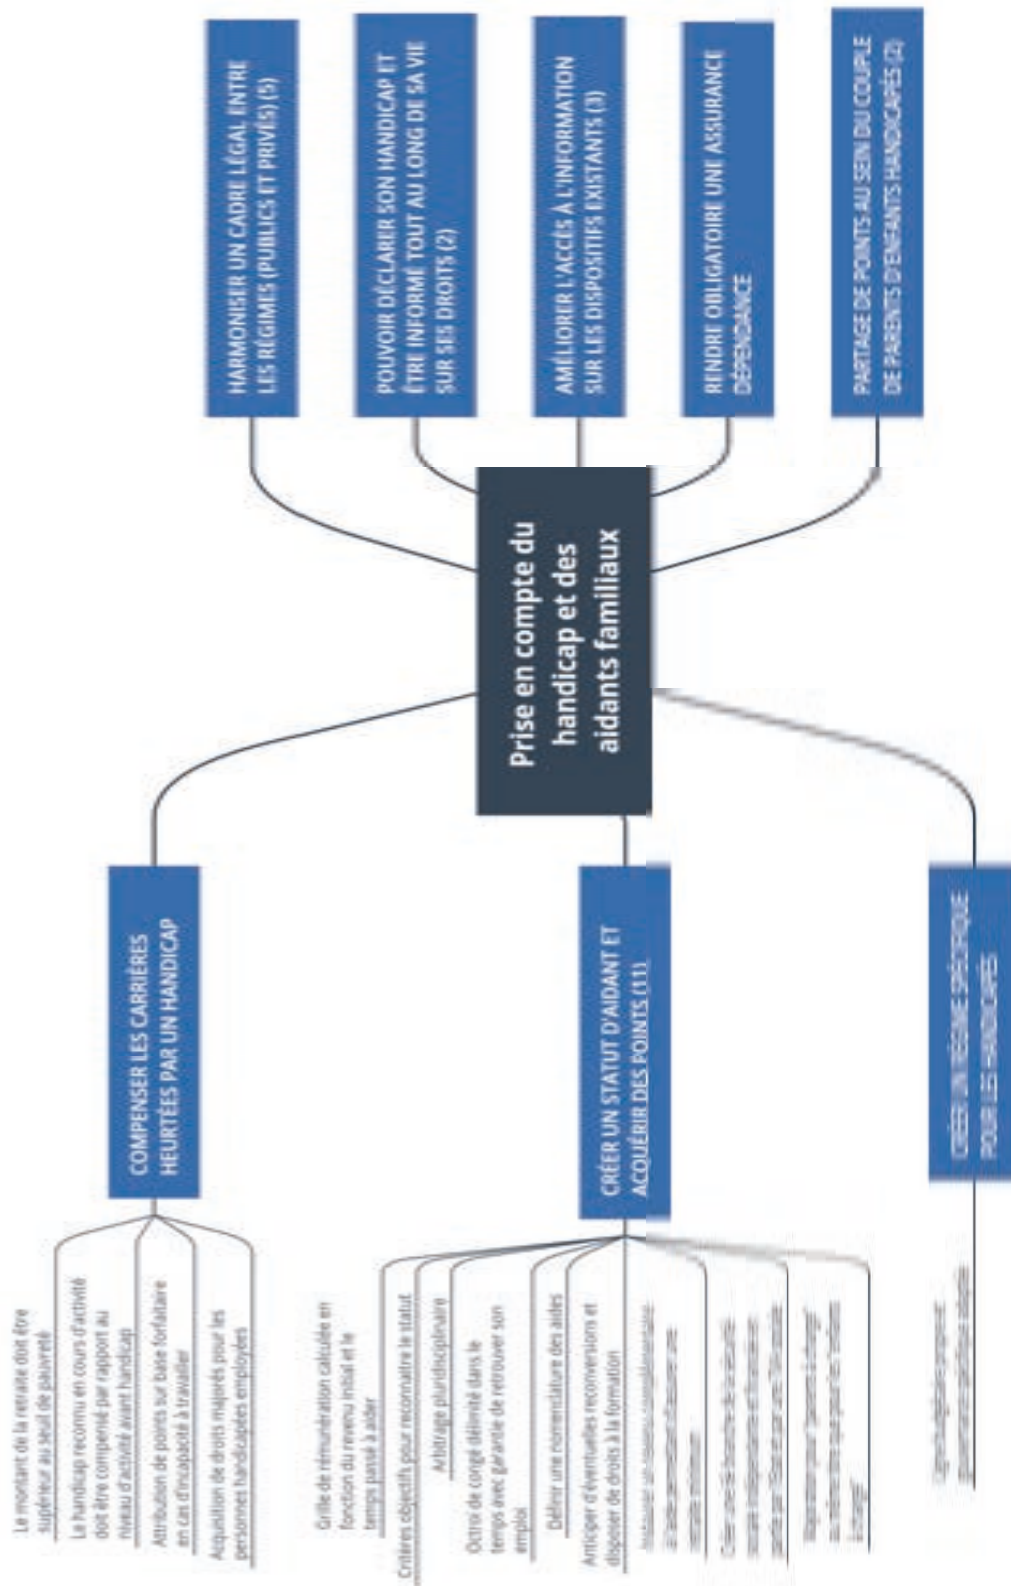 Prise en compte du
handicap et des
aidants familiaux
HARMONISER UN CADRE LÉGAL ENTRE
LES RÉGIMES (PUBLICS ET PRIVÉS) (5)
POUVOIR DÉCLARER SON HANDICAP ET
ÊTRE INFORMÉ TOUT AU LONG DE SA VIE
SUR SES DROITS (2)
AMÉLIORER L'ACCÈS À L'INFORMATION
SUR LES DISPOSITIFS EXISTANTS (3)
RENDRE OBLIGATOIRE UNE ASSURANCE
DÉPENDANCE
PARTAGE DE POINTS AU SEIN DU COUPLE
DE PARENTS D'ENFANTS HANDICAPÉS (2)
COMPENSER LES CARRIÈRES
HEURTÉES PAR UN HANDICAP
Le montant de la retraite doit être
supérieur au seuil de pauvreté
Le handicap reconnu en cours d'activité
doit être compensé par rapport au
niveau d'activité avant handicap
Attribution de points sur base forfaitaire
en cas d'incapacité à travailler
Acquisition de droits majorés pour les
personnes handicapées employées
CRÉER UN STATUT D'AIDANT ET
ACQUÉRIR DES POINTS (11)
Grille de rémunération calculée en
fonction du revenu initial et le
temps passé à aider
Critères objectifs pour reconnaitre le statut
Arbitrage pluridisciplinaire
Octroi de congé délimité dans le
temps avec garantie de retrouver son
emploi
Définir une nomenclature des aides
Anticiper d'éventuelles reconversions et
disposer de droits à la formation
CRÉER UN RÉGIME SPÉCIFIQUE
POUR LES HANDICAPÉS